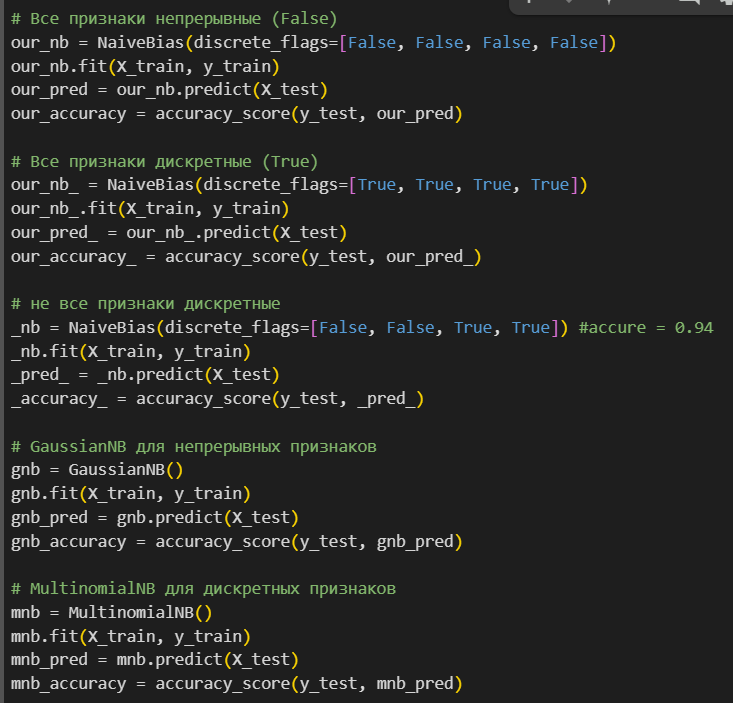 # Все признаки непрерывные (False)
our_nb = NaiveBias(discrete_flags=[False, False, False, False])
our_nb.fit(X_train, y_train)
our_pred = our_nb.predict(X_test)
our_accuracy = accuracy_score(y_test, our_pred)
# Все признаки дискретные (True)
our_nb_ = NaiveBias(discrete_flags=[True, True, True, True])
our_nb_.fit(X_train, y_train)
our_pred_ = our_nb_.predict(X_test)
our_accuracy_ = accuracy_score(y_test, our_pred_)
# не все признаки дискретные
_nb = NaiveBias(discrete_flags=[False, False, True, True]) #accure = 0.94
_nb.fit(X_train, y_train)
_pred_ = _nb.predict(X_test)
_accuracy_ = accuracy_score(y_test, _pred_)
# GaussianNB для непрерывных признаков
gnb = GaussianNB()
gnb.fit(X_train, y_train)
gnb_pred = gnb.predict(X_test)
gnb_accuracy = accuracy_score(y_test, gnb_pred)
# MultinomialNB для дискретных признаков
mnb = MultinomialNB()
mnb.fit(X_train, y_train)
mnb_pred = mnb.predict(X_test)
mnb_accuracy = accuracy_score(y_test, mnb_pred)